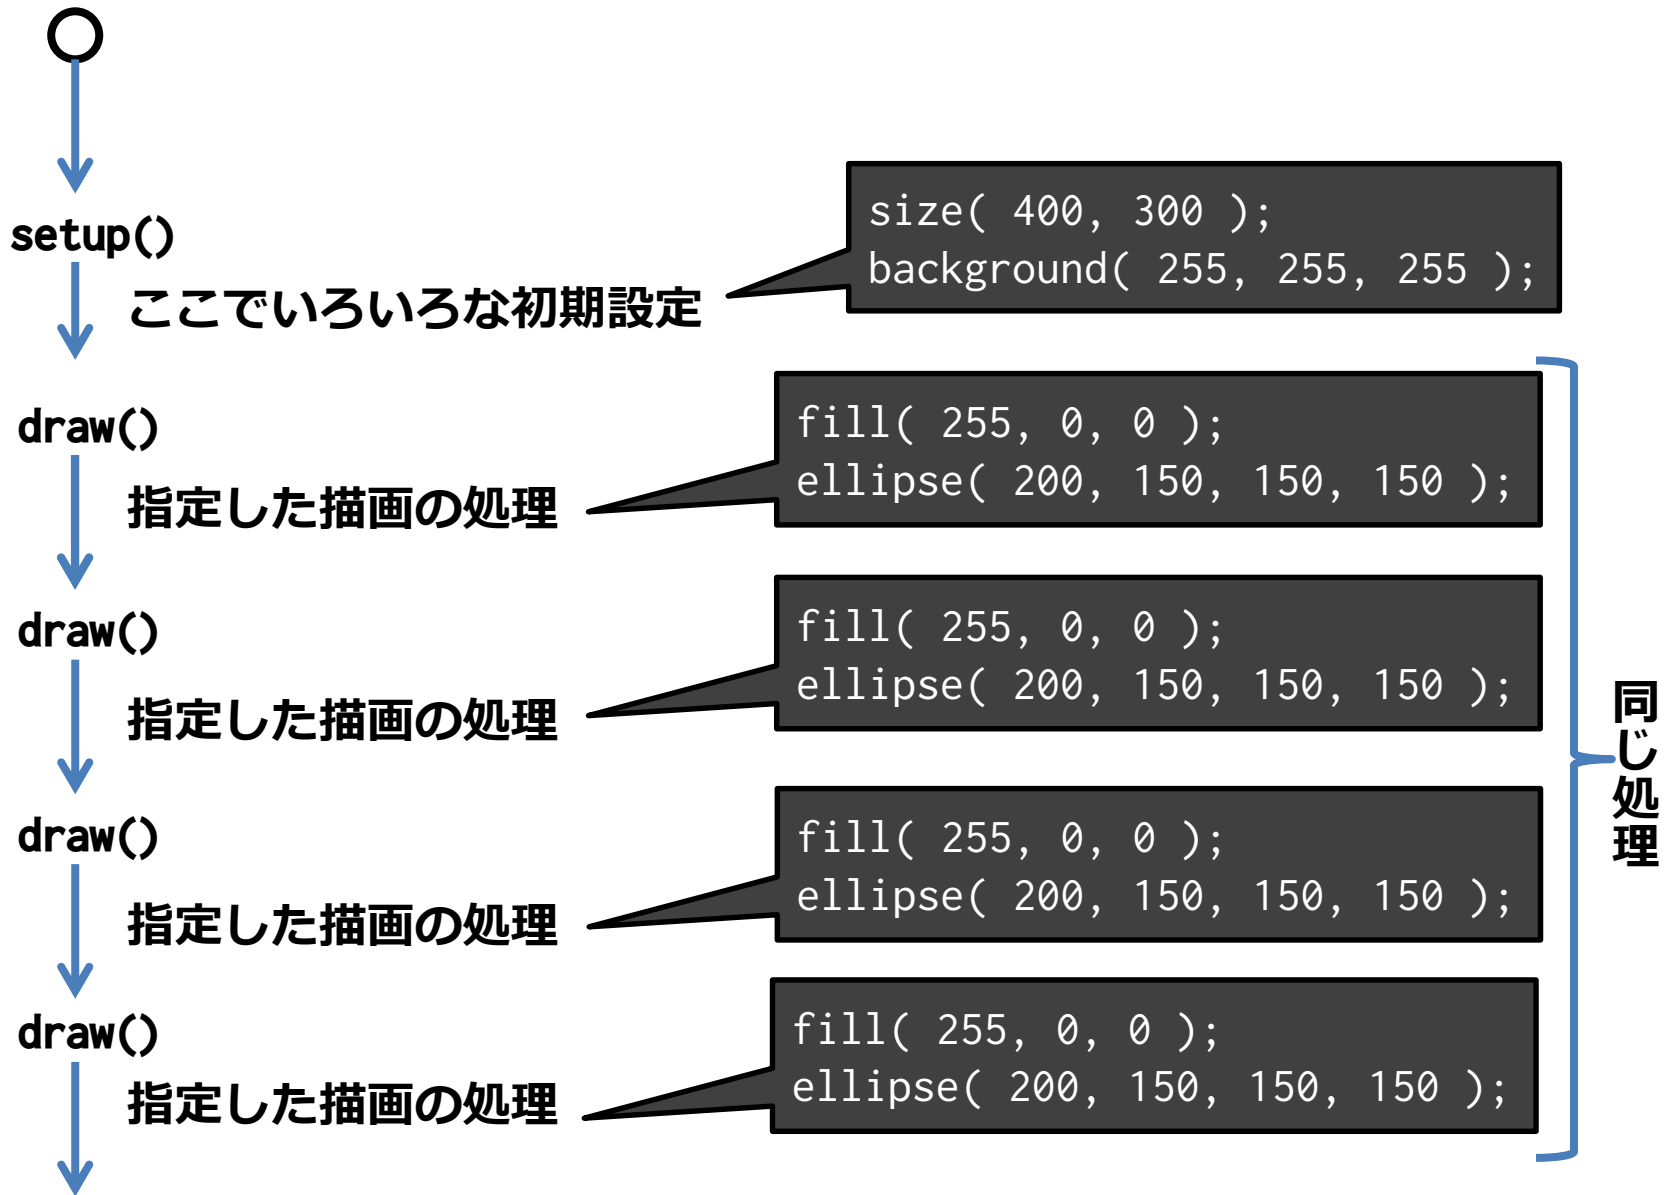 setup()
ここでいろいろな初期設定
size( 400, 300 );
background( 255, 255, 255 );
draw()
指定した描画の処理
fill( 255, 0, 0 );
ellipse( 200, 150, 150, 150 );
draw()
指定した描画の処理
fill( 255, 0, 0 );
ellipse( 200, 150, 150, 150 );
draw()
指定した描画の処理
fill( 255, 0, 0 );
ellipse( 200, 150, 150, 150 );
draw()
指定した描画の処理
fill( 255, 0, 0 );
ellipse( 200, 150, 150, 150 );
同じ処理